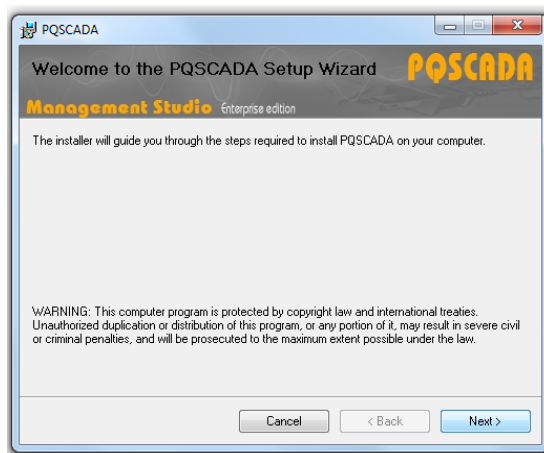 PQSCADA
Welcome to the PQSCADA Setup Wizard
PQSCADA
Management Studio Enterprise edition
The installer will guide you through the steps required to install PQSCADA on your computer.
WARNING: This computer program is protected by copyright law and international treaties.
Unauthorized duplication or distribution of this program, or any portion of it, may result in severe civil
or criminal penalties, and will be prosecuted to the maximum extent possible under the law.
Cancel
< Back
Next >